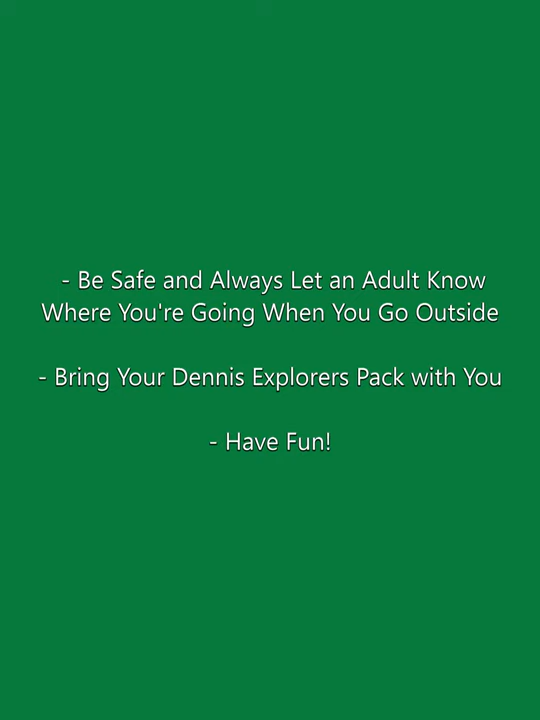 - Be Safe and Always Let an Adult Know
Where You're Going When You Go Outside
- Bring Your Dennis Explorers Pack with You
- Have Fun!